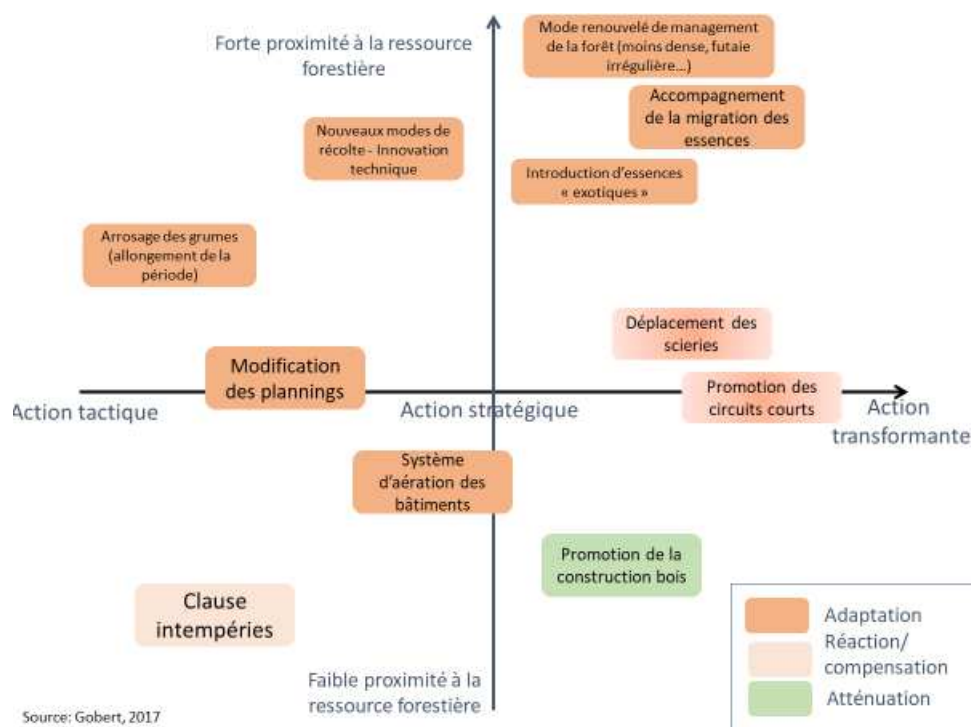 Forte proximité à la ressource
forestière
Mode renouvelé de management
de la forêt (moins dense, futaie
irrégulière...)
Accompagnement
de la migration des
essences
Nouveaux modes de
récolte - Innovation
technique
Introduction d'essences
« exotiques »
Arrosage des grumes
(allongement de la
période)
Déplacement des
scieries
Modification
des plannings
Promotion des
circuits courts
Action tactique
Action stratégique
Action
transformante
Système
d'aération des
bâtiments
Promotion de la
construction bois
Clause
intempéries
Adaptation
Réaction/
compensation
Atténuation
Faible proximité à la
ressource forestière
Source: Gobert, 2017